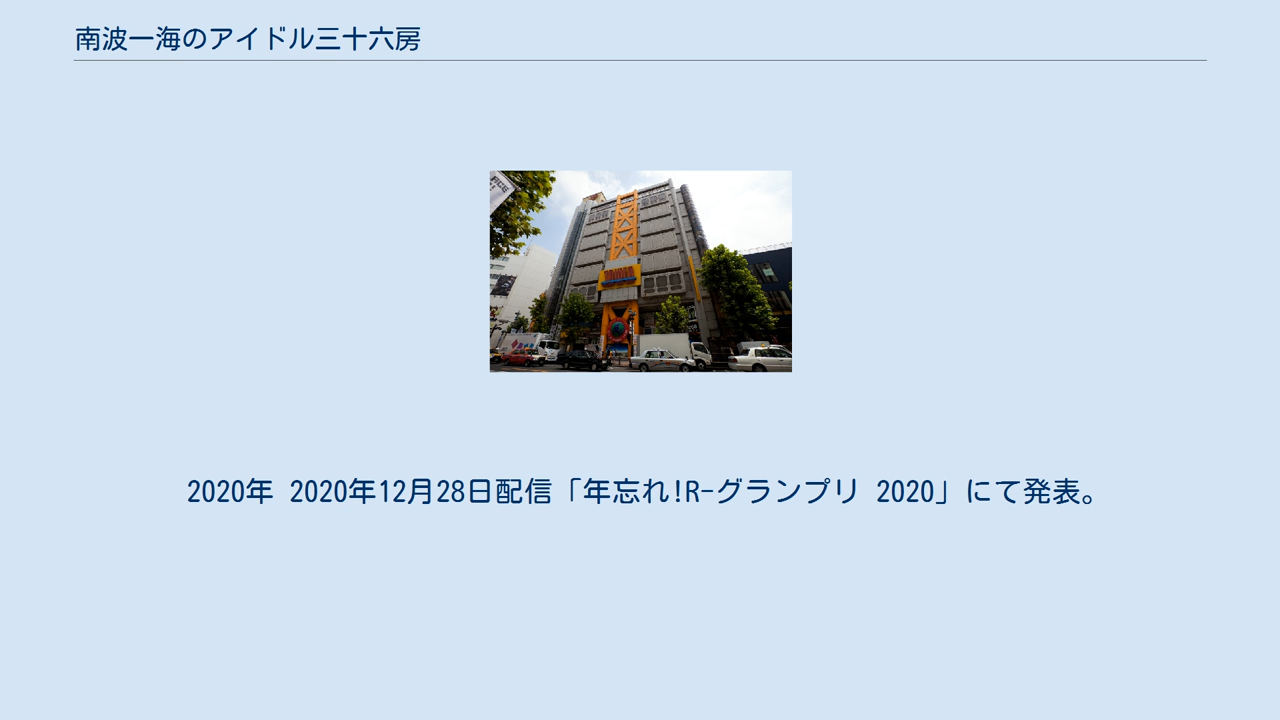 南波一海のアイドル三十六房
2020年 2020年12月28日配信「年忘れ!R-グランプリ 2020」にて発表。